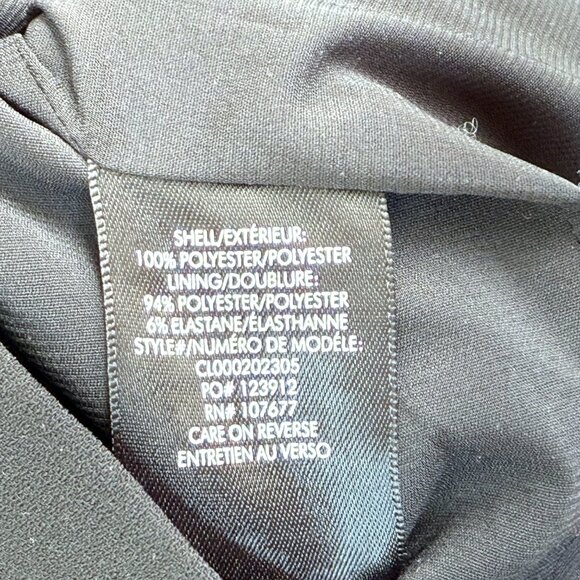 SHELL/EXTÉRIEUR:
100% POLYESTER/POLYESTER
LINING/DOUBLURE:
94% POLYESTER/POLYESTER
6% ELASTANE/ÉLASTHANNE
STYLE#/NUMÉRO DE MODÈLE:
CL000202305
PO# 123912
RN# 107677
CARE ON REVERSE
ENTRETIEN AU VERSO